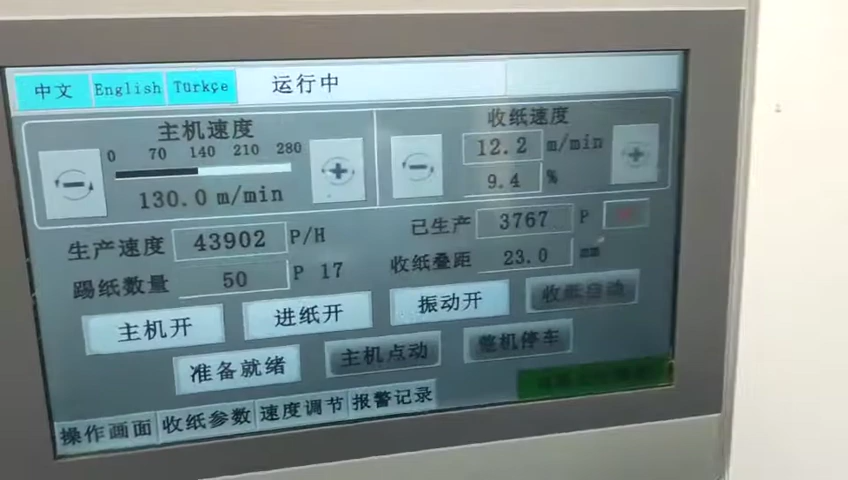 中文 English Türkçe 运行中
主机速度 收纸速度
0 70 140 210 280
130.0 m/min
12.2 m/min
9.4 %
生产速度 43902 P/H 已生产 3767 P
踢纸数量 50 P 17 收纸叠距 23.0 mm
主机开 进纸开 振动开 收纸自动
准备就绪 主机点动 整机停车
操作画面 收纸参数 速度调节 报警记录